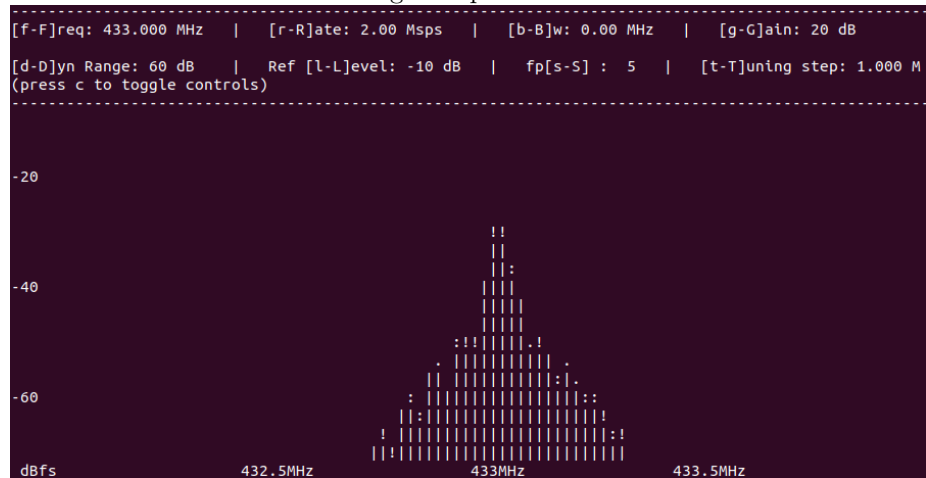 [f-F]req: 433.000 MHz | [r-R]ate: 2.00 Msps | [b-B]w: 0.00 MHz | [g-G]ain: 20 dB
[d-D]yn Range: 60 dB | Ref [l-L]evel: -10 dB | fp[s-S] : 5 | [t-T]uning step: 1.000 M
(press c to toggle controls)
-20
-40
-60
dBfs 432.5MHz 433MHz 433.5MHz